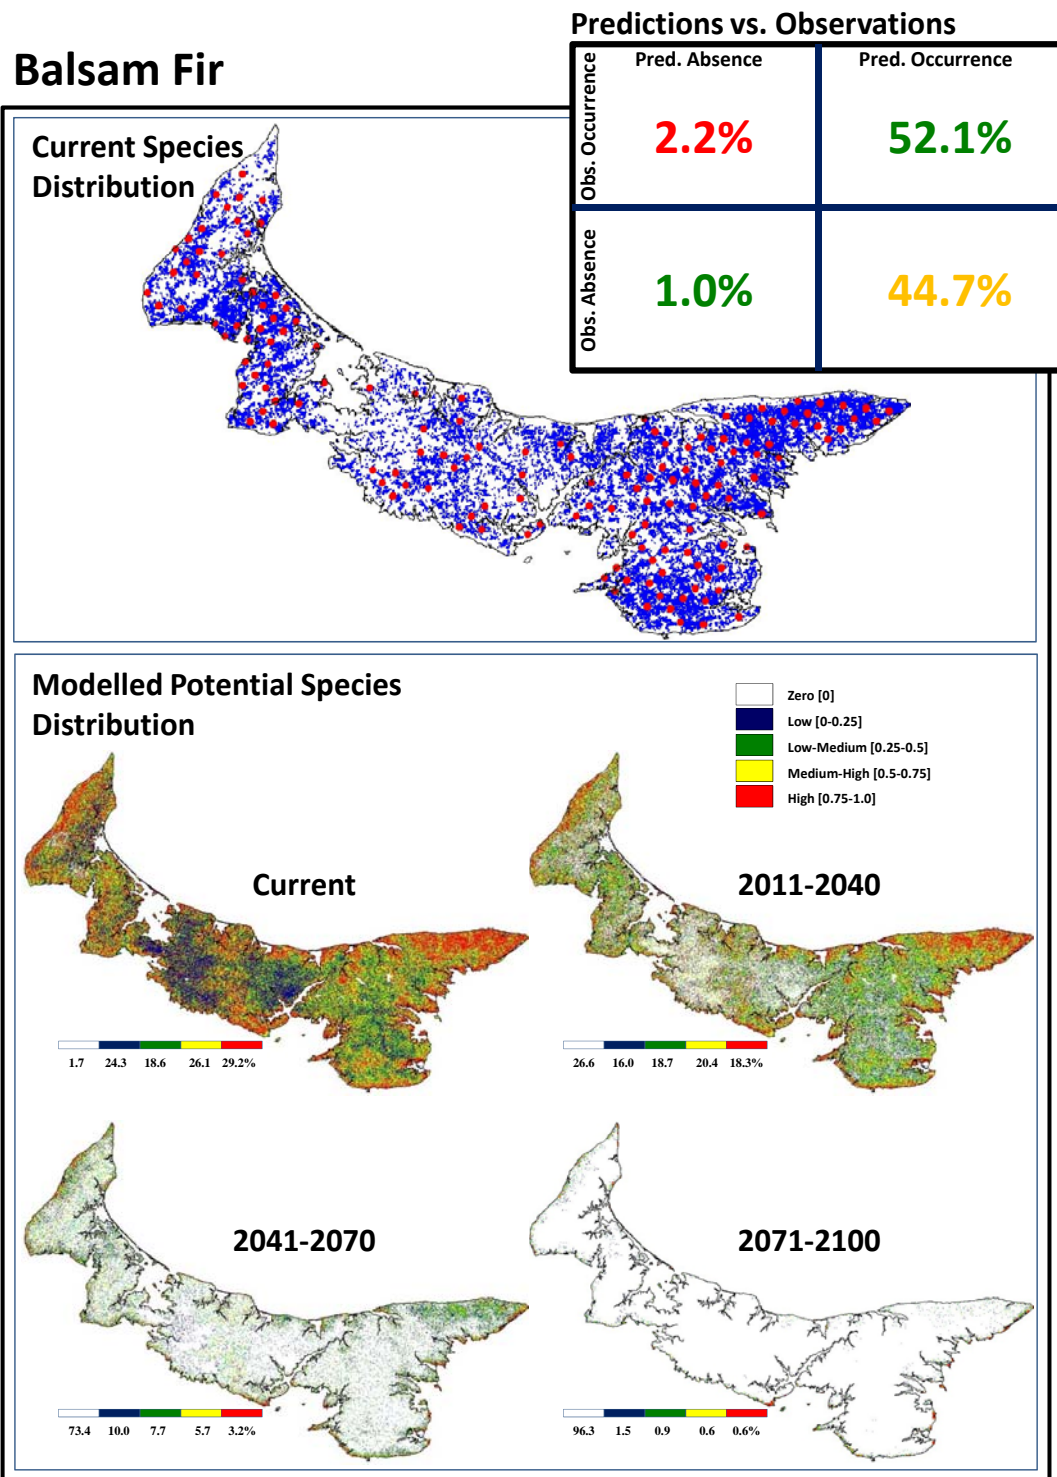 Balsam Fir
Predictions vs. Observations
Pred. Absence
Pred. Occurrence
Obs. Occurrence
2.2%
52.1%
Obs. Absence
1.0%
44.7%
Current Species
Distribution
Modelled Potential Species
Distribution
Zero [0]
Low [0-0.25]
Low-Medium [0.25-0.5]
Medium-High [0.5-0.75]
High [0.75-1.0]
Current
1.7 24.3 18.6 26.1 29.2%
2011-2040
26.6 16.0 18.7 20.4 18.3%
2041-2070
73.4 10.0 7.7 5.7 3.2%
2071-2100
96.3 1.5 0.9 0.6 0.6%